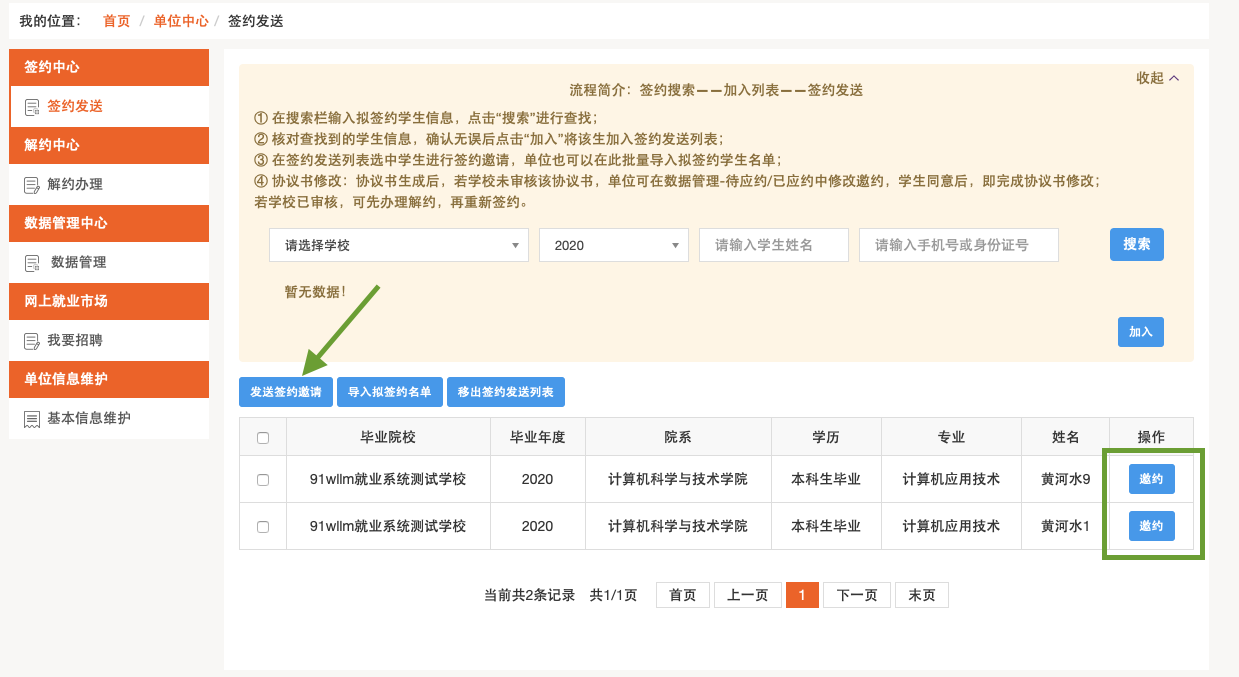 我的位置： 首页 / 单位中心 / 签约发送
签约中心
签约发送
解约中心
解约办理
数据管理中心
数据管理
网上就业市场
我要招聘
单位信息维护
基本信息维护
收起
流程简介：签约搜索——加入列表——签约发送
① 在搜索栏输入拟签约学生信息，点击“搜索”进行查找；
② 核对查找到的学生信息，确认无误后点击“加入”将该生加入签约发送列表；
③ 在签约发送列表选中学生进行签约邀请，单位也可以在此批量导入拟签约学生名单；
④ 协议书修改：协议书生成后，若学校未审核该协议书，单位可在数据管理-待应约/已应约中修改邀约，学生同意后，即完成协议书修改；
若学校已审核，可先办理解约，再重新签约。
请选择学校 2020 请输入学生姓名 请输入手机号或身份证号 搜索
暂无数据！
加入
发送签约邀请 导入拟签约名单 移出签约发送列表
毕业院校 毕业年度 院系 学历 专业 姓名 操作
91wllm就业系统测试学校 2020 计算机科学与技术学院 本科生毕业 计算机应用技术 黄河水9 邀约
91wllm就业系统测试学校 2020 计算机科学与技术学院 本科生毕业 计算机应用技术 黄河水1 邀约
当前共2条记录 共1/1页 首页 上一页 1 下一页 末页